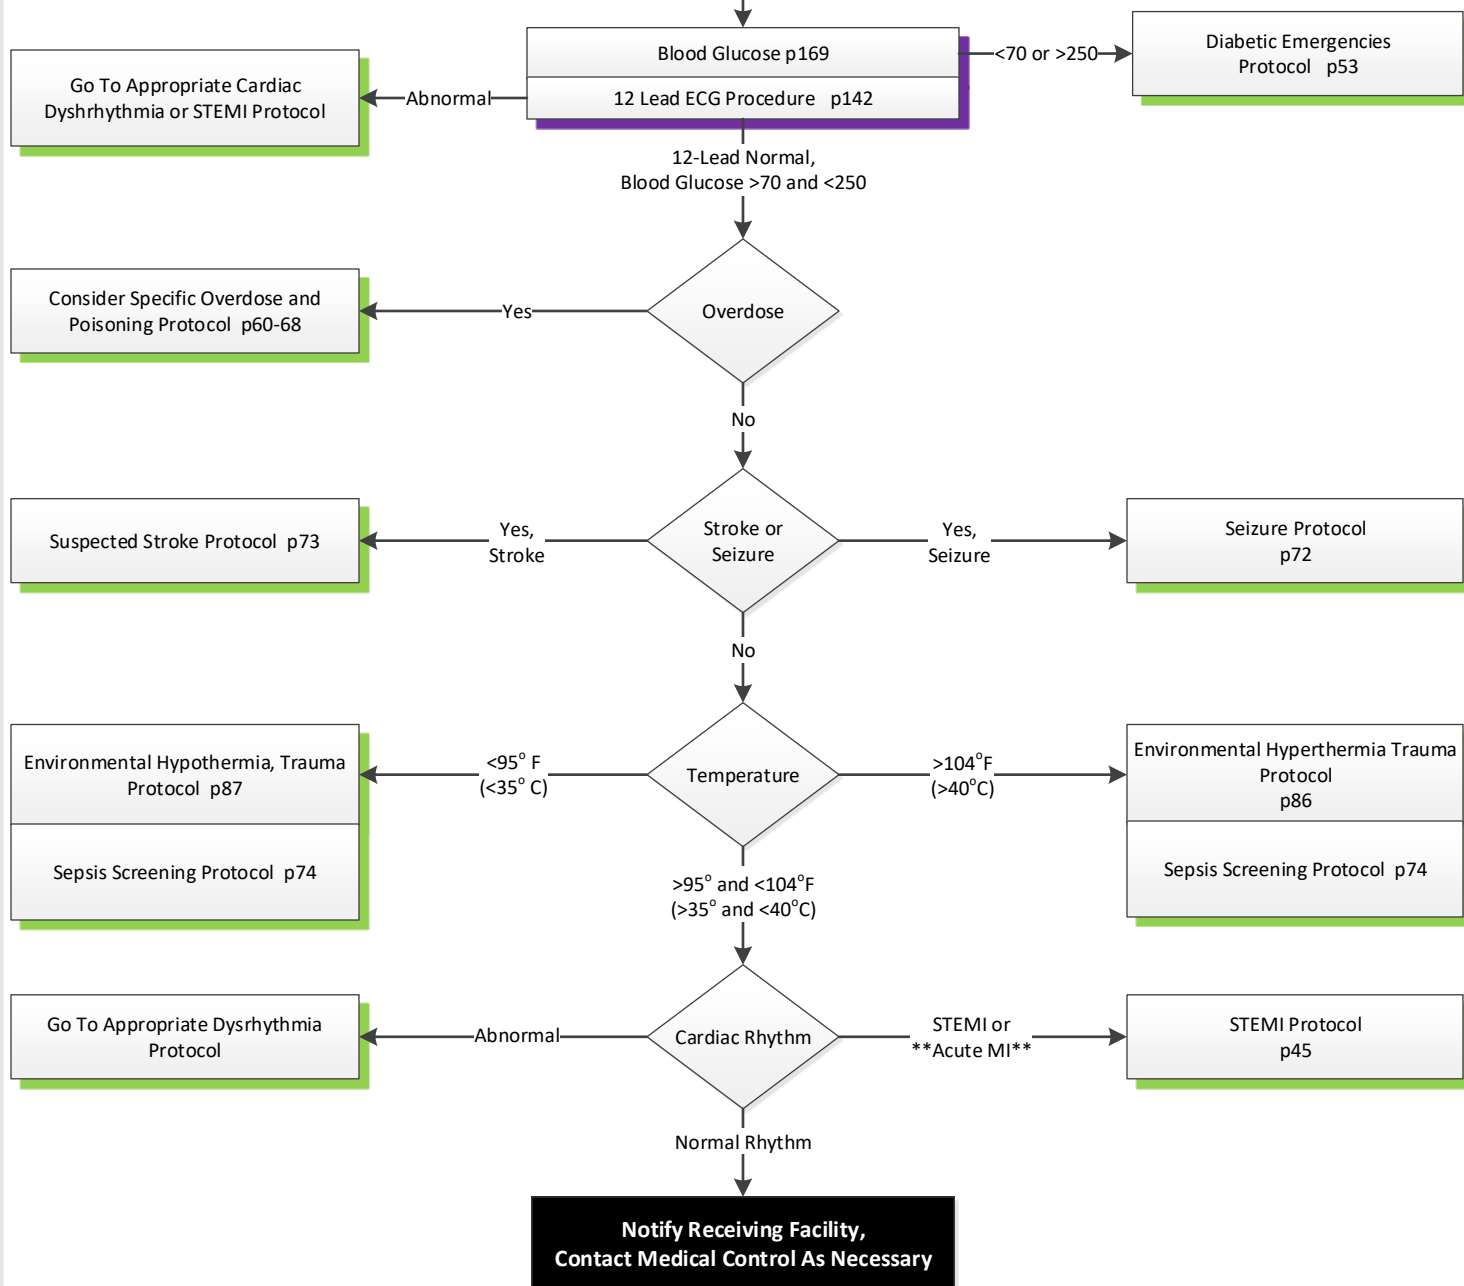 Blood Glucose p169
12 Lead ECG Procedure p142
<70 or >250
Diabetic Emergencies
Protocol p53
Abnormal
Go To Appropriate Cardiac
Dyshrhythmia or STEMI Protocol
12-Lead Normal,
Blood Glucose >70 and <250
Overdose
Yes
Consider Specific Overdose and
Poisoning Protocol p60-68
No
Stroke or
Seizure
Yes,
Stroke
Suspected Stroke Protocol p73
Yes,
Seizure
Seizure Protocol
p72
No
Temperature
<95° F
(<35° C)
Environmental Hypothermia, Trauma
Protocol p87
Sepsis Screening Protocol p74
>104°F
(>40°C)
Environmental Hyperthermia Trauma
Protocol
p86
Sepsis Screening Protocol p74
>95° and <104°F
(>35° and <40°C)
Cardiac Rhythm
Abnormal
Go To Appropriate Dysrhythmia
Protocol
STEMI or
**Acute MI**
STEMI Protocol
p45
Normal Rhythm
Notify Receiving Facility,
Contact Medical Control As Necessary